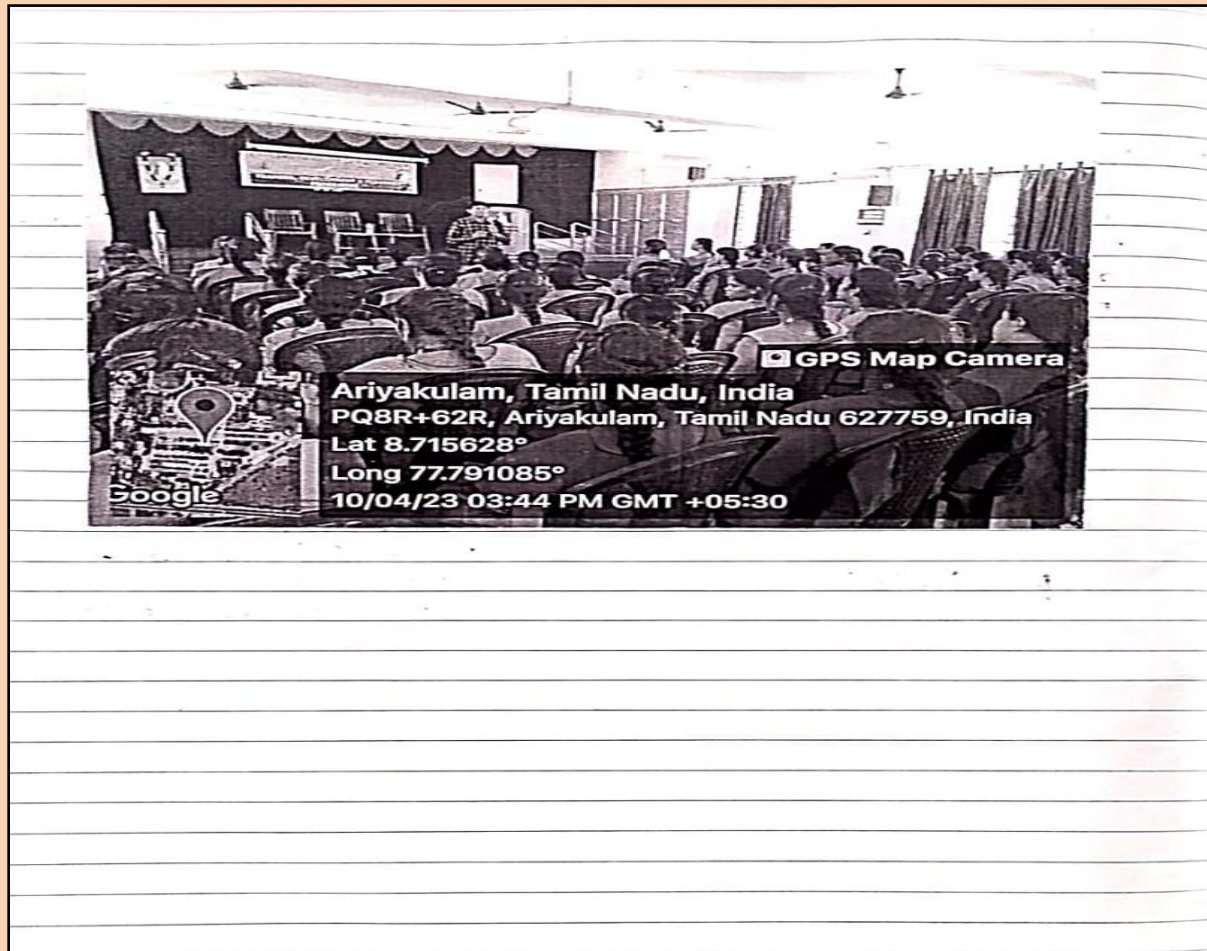 GPS Map Camera
Ariyakulam, Tamil Nadu, India
PQ8R+62R, Ariyakulam, Tamil Nadu 627759, India
Lat 8.715628°
Long 77.791085°
10/04/23 03:44 PM GMT +05:30
Google